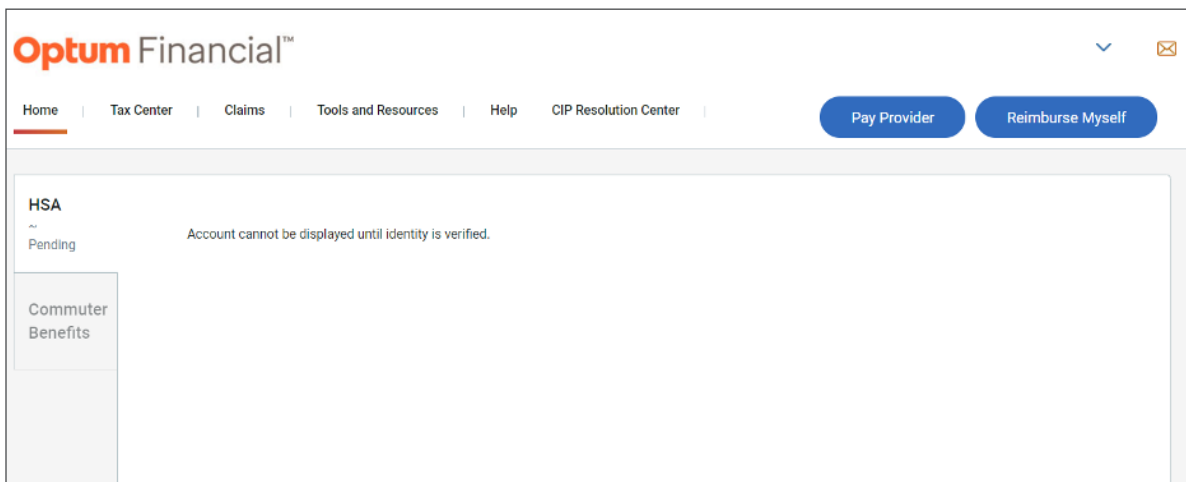 Optum Financial™
Home | Tax Center | Claims | Tools and Resources | Help CIP Resolution Center | Pay Provider Reimburse Myself
HSA
~
Pending
Account cannot be displayed until identity is verified.
Commuter
Benefits